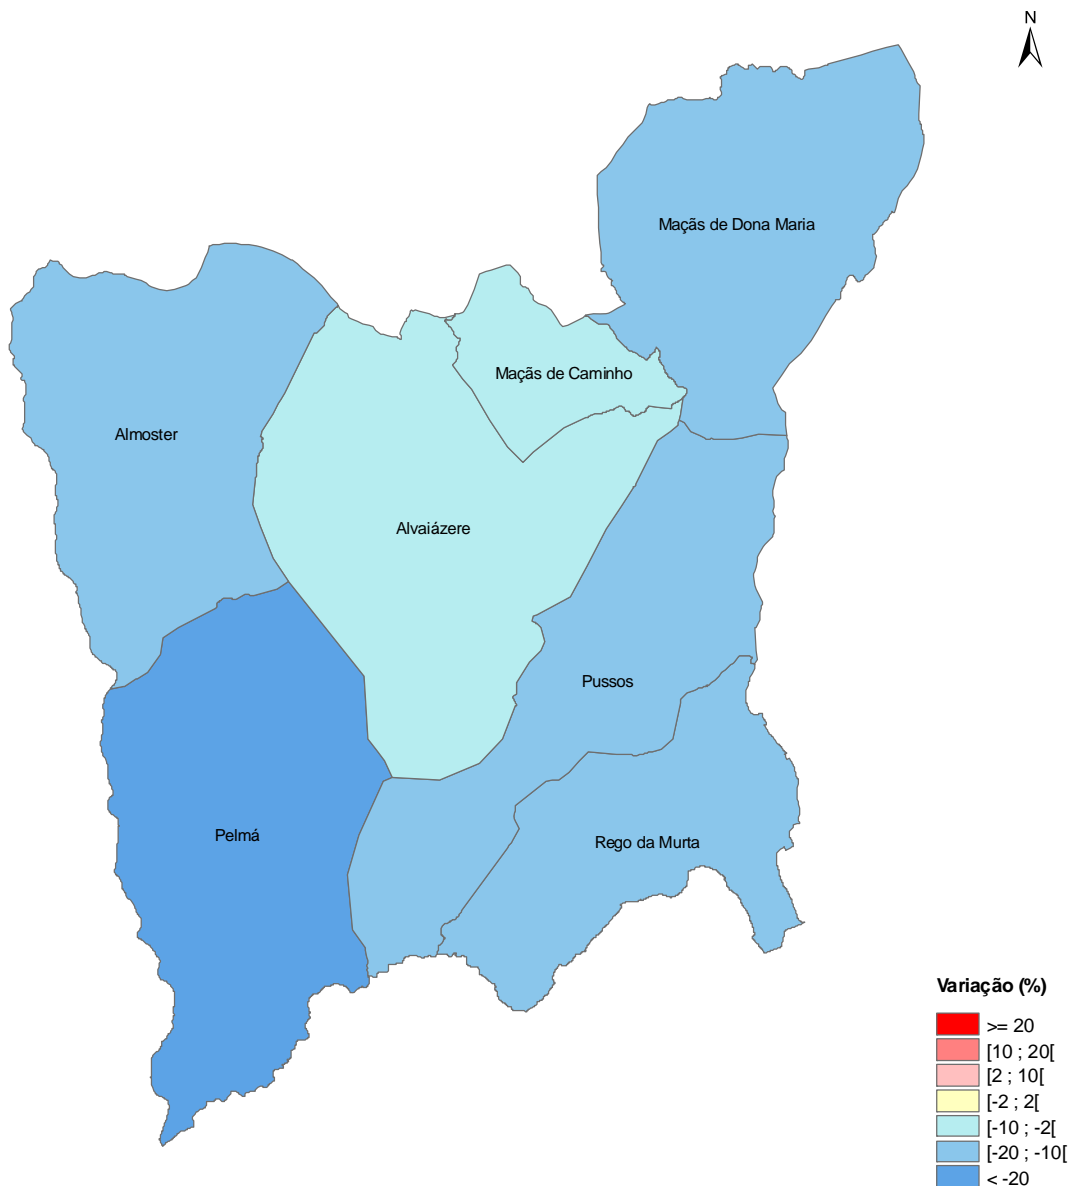 N
Maçãs de Dona Maria
Maçãs de Caminho
Almoster
Alvaiázere
Pussos
Pelmá
Rego da Murta
Variação (%)
>= 20
[10 ; 20[
[2 ; 10[
[-2 ; 2[
[-10 ; -2[
[-20 ; -10[
< -20